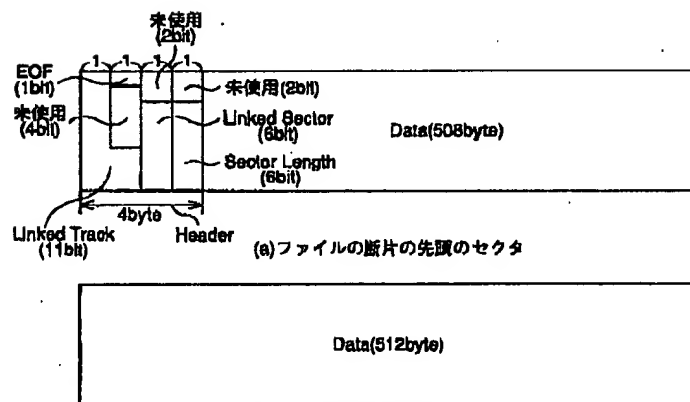 未使用
(2bit)
1 1 1 1
EOF
(1bit)
未使用(2bit)
未使用
(4bit)
Linked Sector
(6bit)
Data(508byte)
Sector Length
(6bit)
4byte
Linked Track
(11bit)
Header
(a)ファイルの断片の先頭のセクタ
Data(512byte)